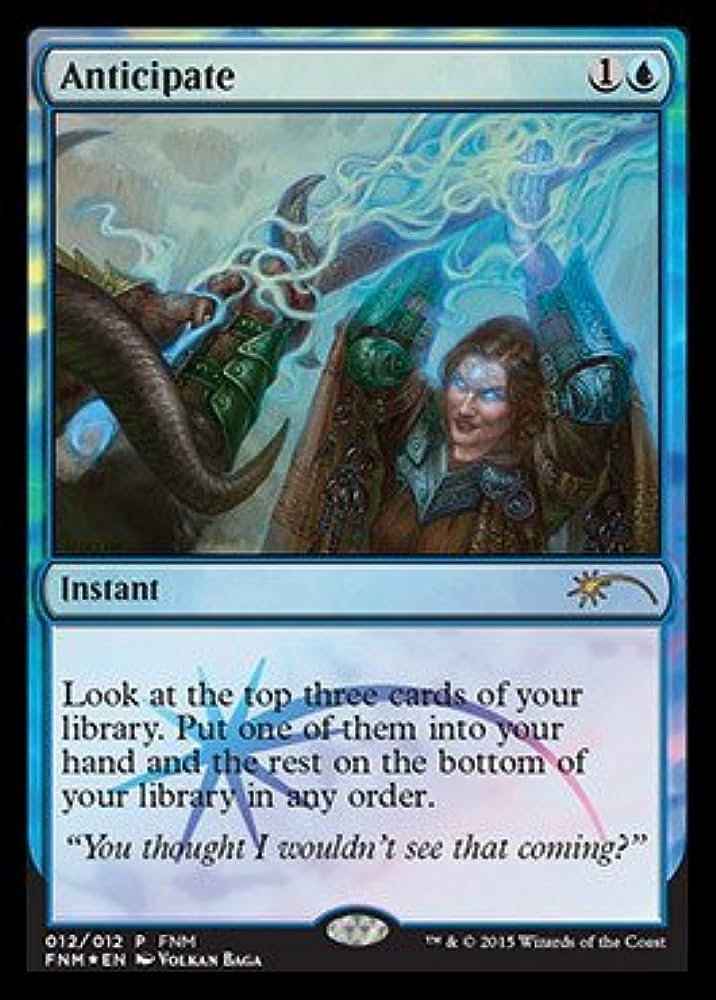 Anticipate 1
Instant
Look at the top three cards of your
library. Put one of them into your
hand and the rest on the bottom of
your library in any order.
“You thought I wouldn’t see that coming?”
012/012 P FNM
FNM★EN Volkan Baga
™ & © 2015 Wizards of the Coast